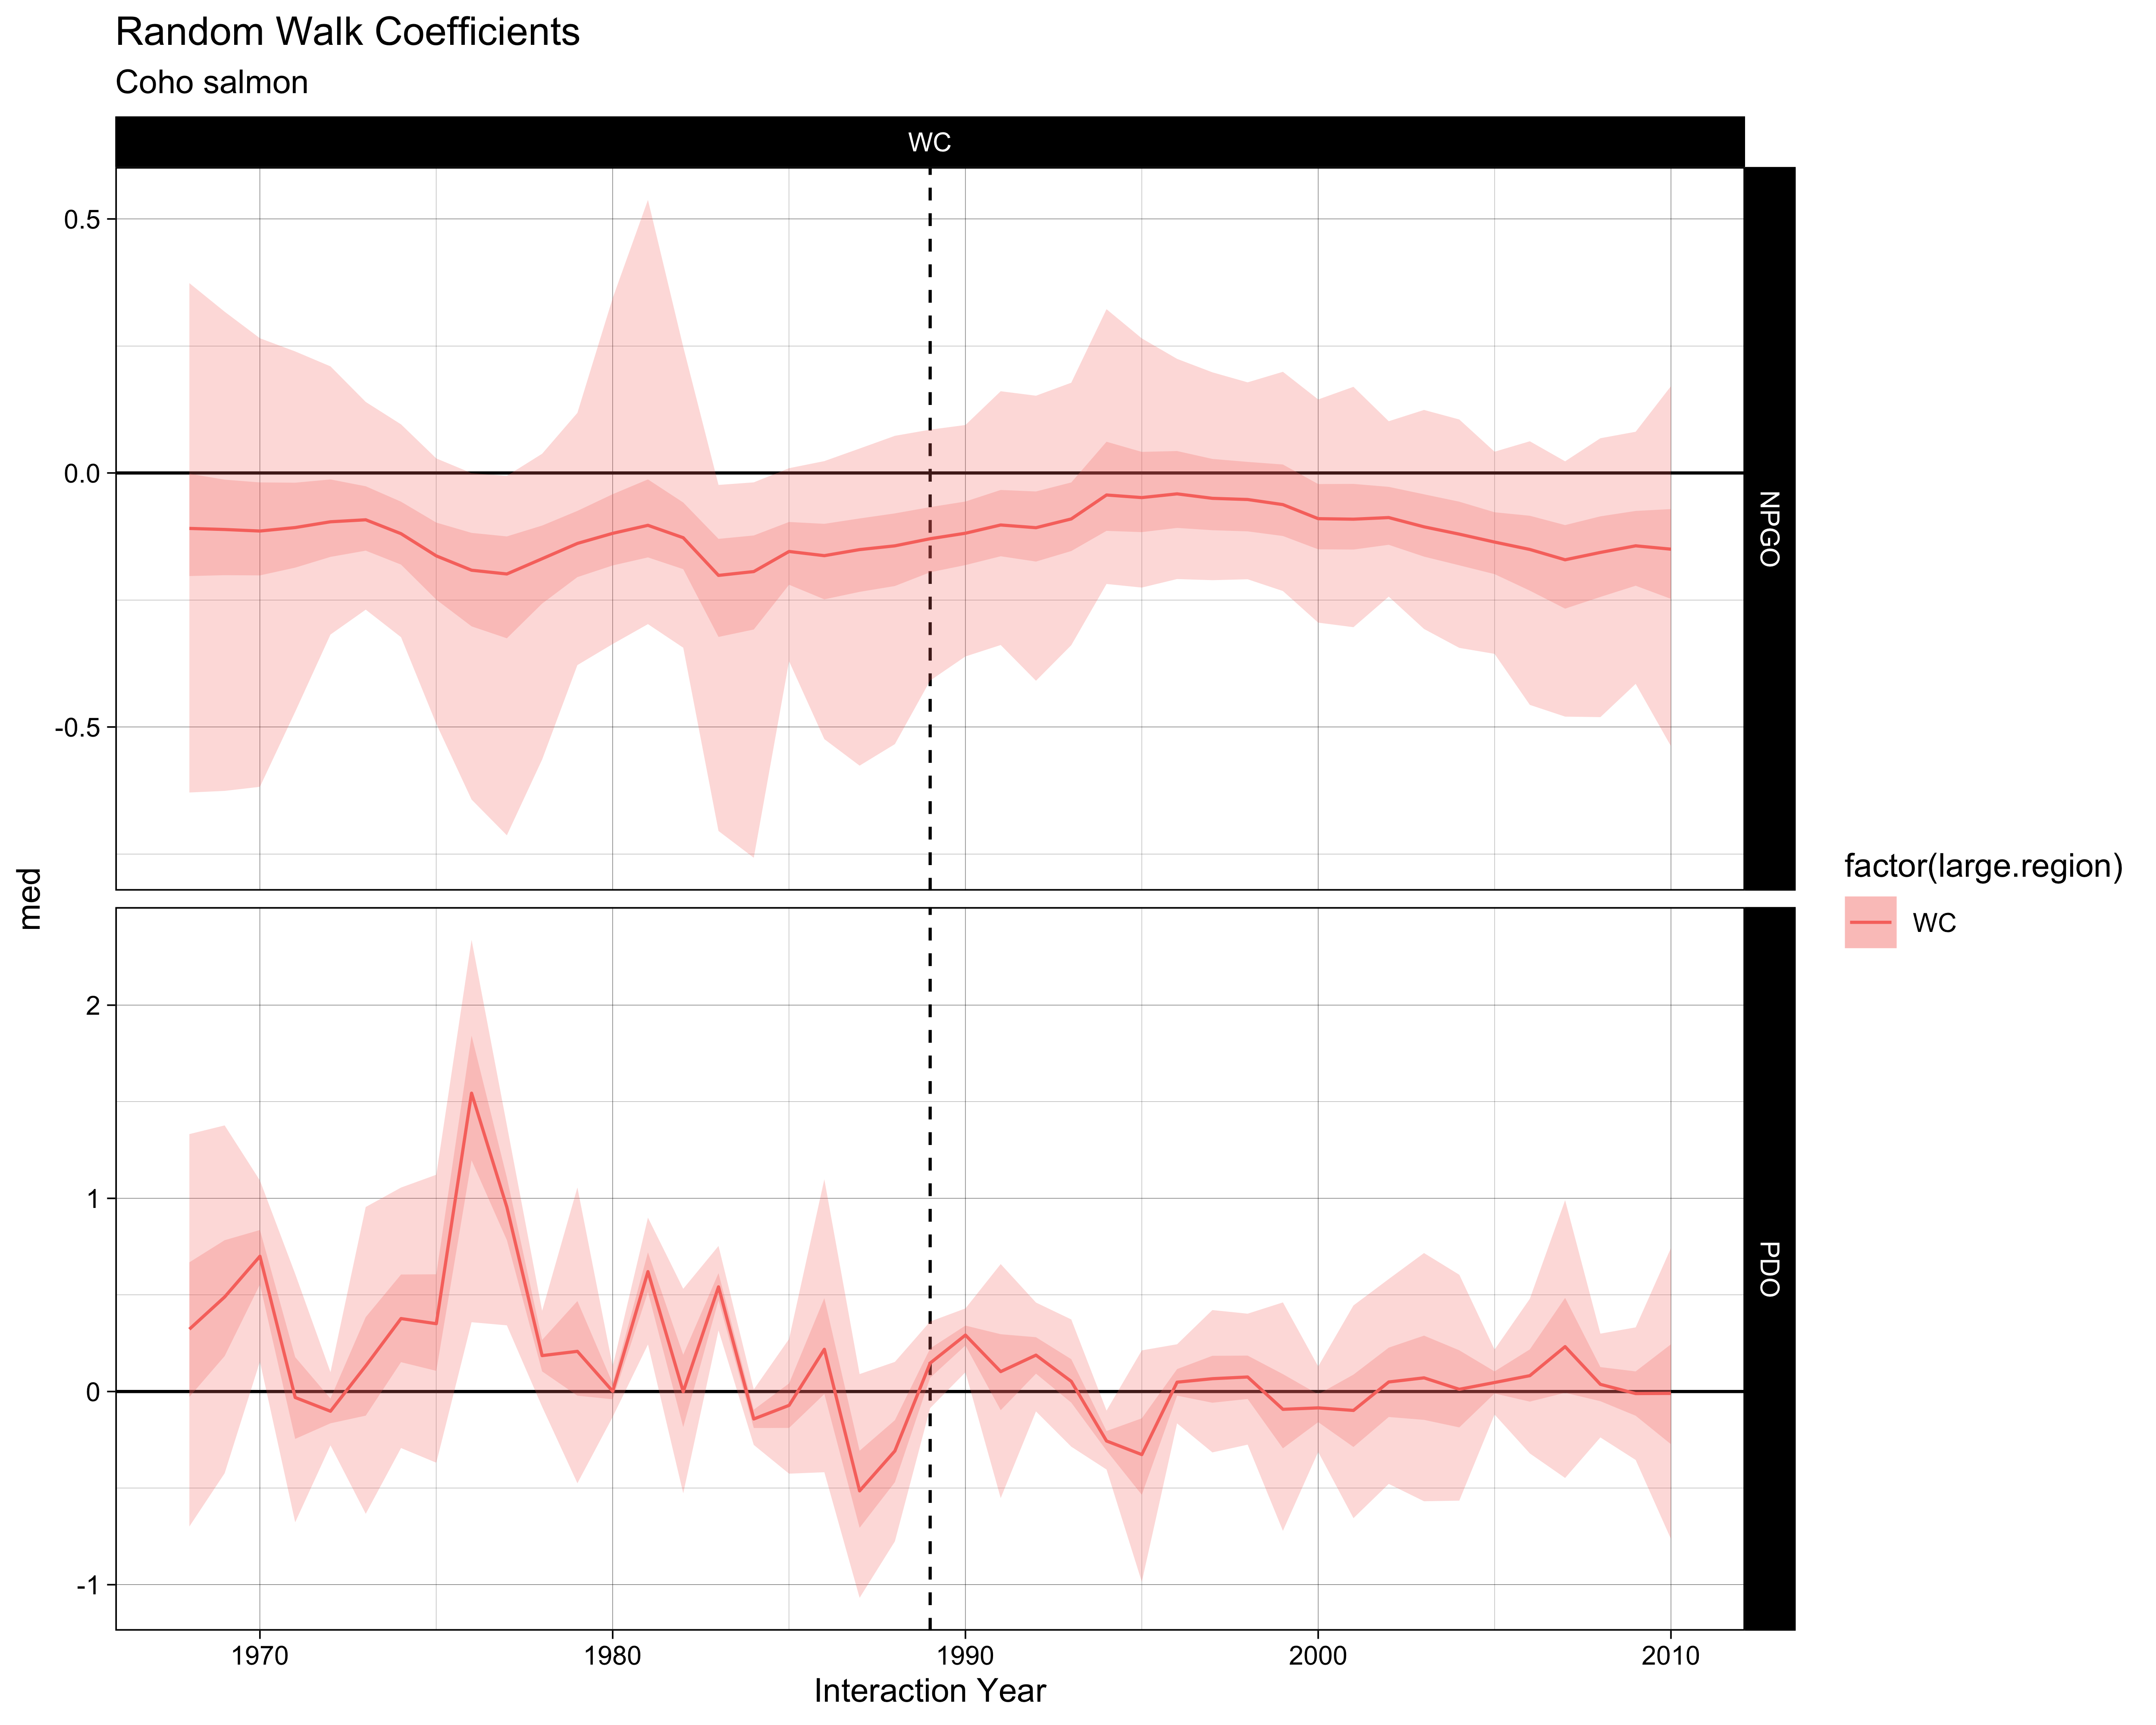 Random Walk Coefficients
Coho salmon
WC
0.5
0.0
-0.5
NPGO
med
factor(large.region)
WC
2
1
0
-1
PDO
1970 1980 1990 2000 2010
Interaction Year